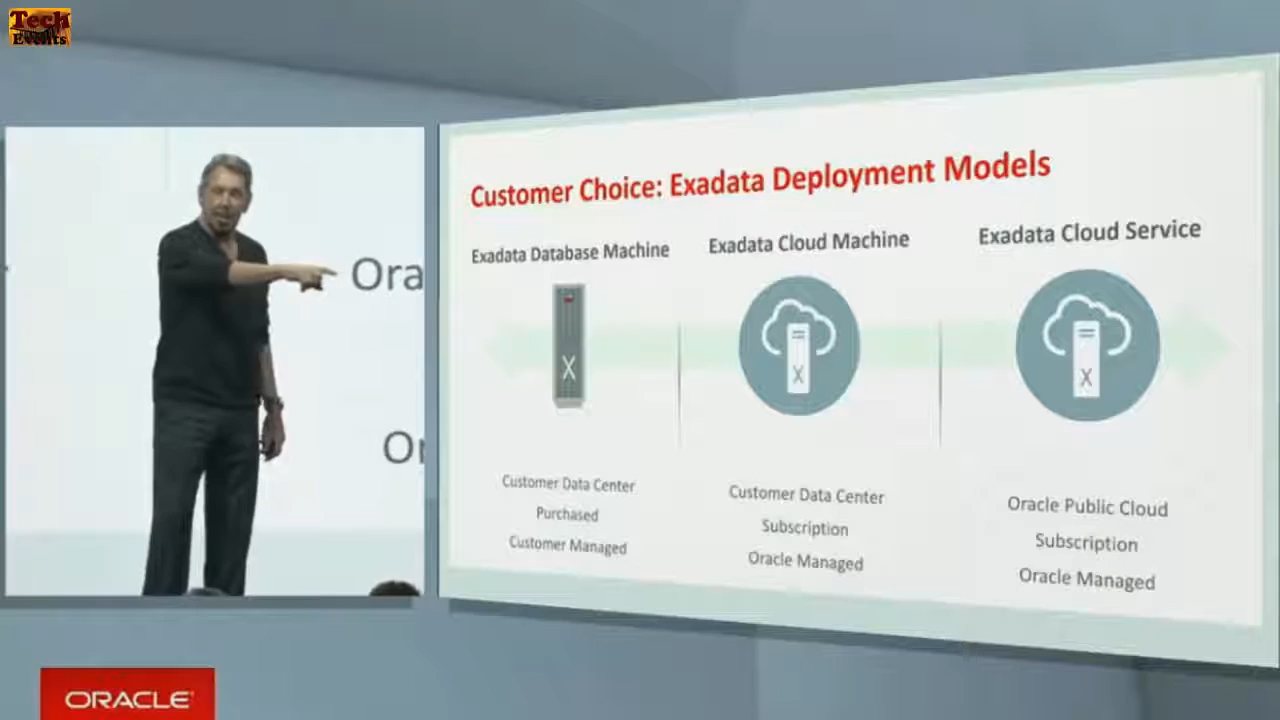 Tech
Events
Ora
Or
Customer Choice: Exadata Deployment Models
Exadata Database Machine
Exadata Cloud Machine
Exadata Cloud Service
X
X
X
Customer Data Center
Purchased
Customer Managed
Customer Data Center
Subscription
Oracle Managed
Oracle Public Cloud
Subscription
Oracle Managed
ORACLE